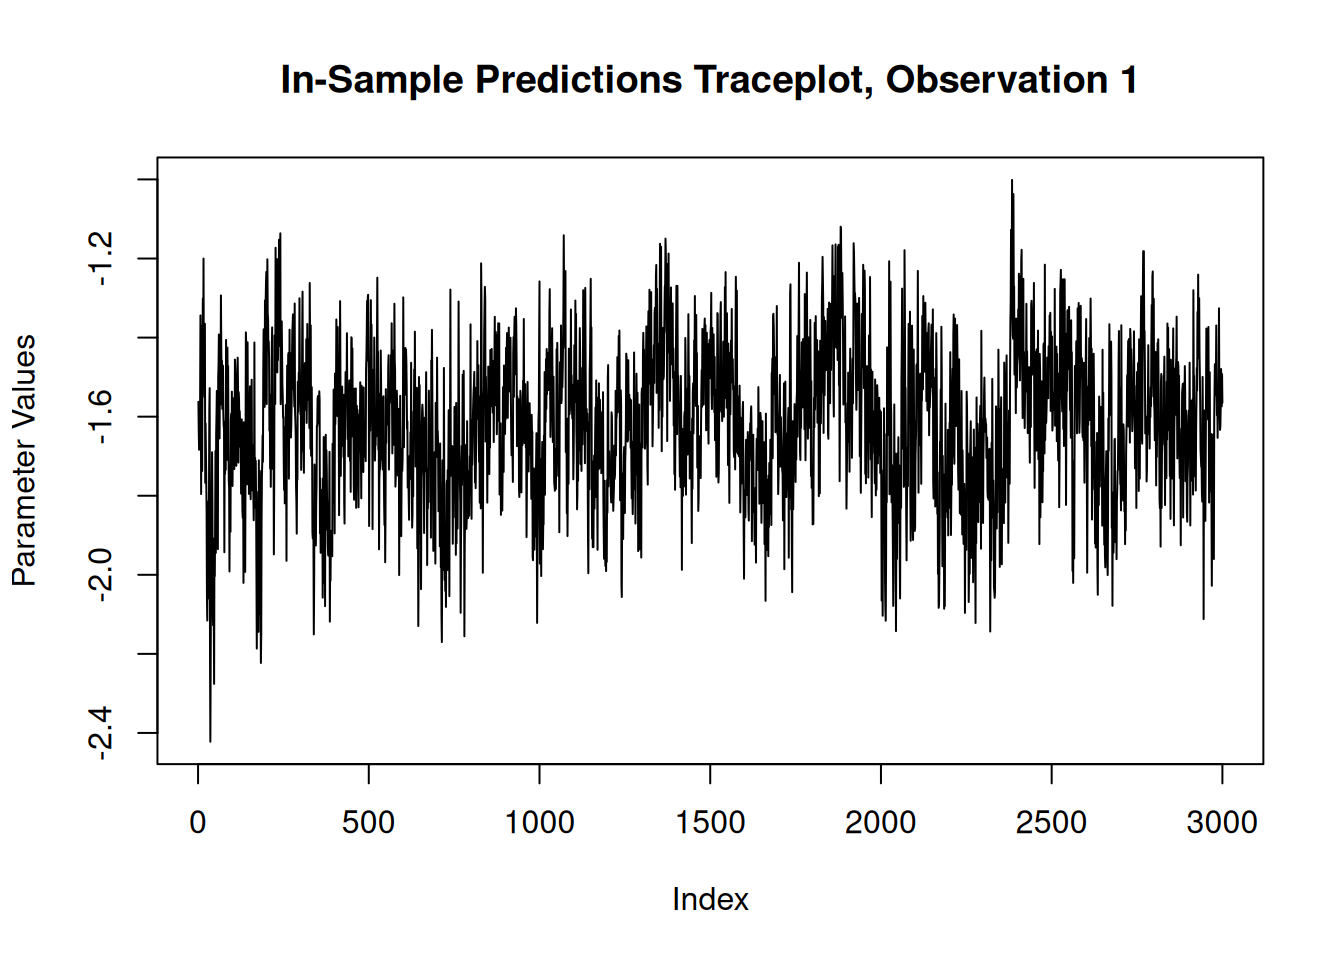 In-Sample Predictions Traceplot, Observation 1
Parameter Values
-1.2
-1.6
-2.0
-2.4
0 500 1000 1500 2000 2500 3000
Index